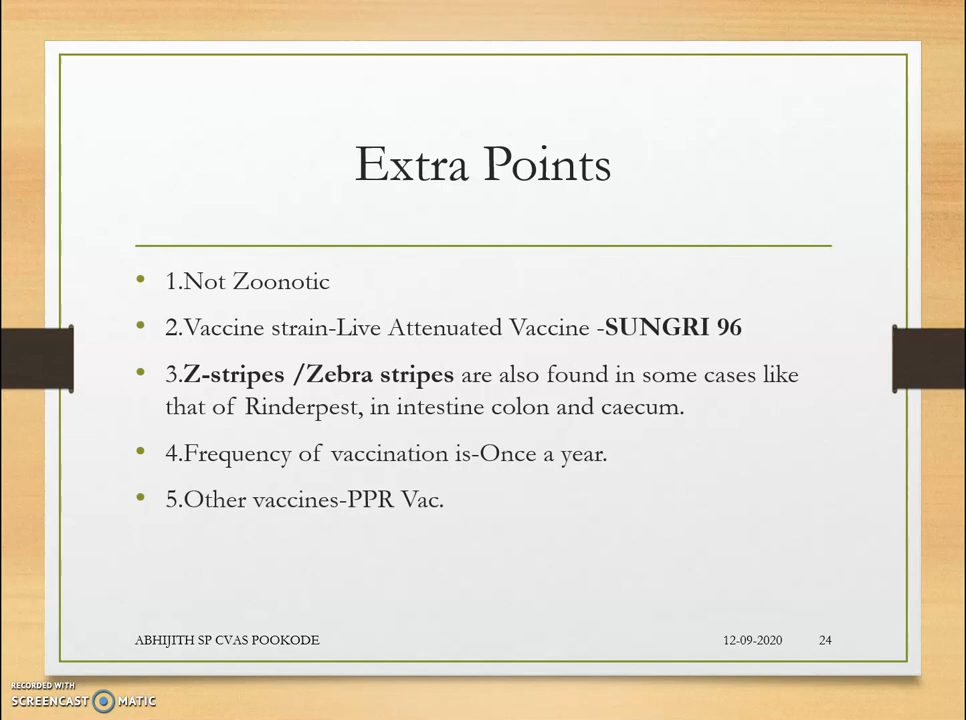 Extra Points
• 1.Not Zoonotic
• 2.Vaccine strain-Live Attenuated Vaccine -SUNGRI 96
• 3.Z-stripes /Zebra stripes are also found in some cases like
that of Rinderpest, in intestine colon and caecum.
• 4.Frequency of vaccination is-Once a year.
• 5.Other vaccines-PPR Vac.
ABHIJITH SP CVAS POOKODE 12-09-2020 24
RECORDED WITH
SCREENCAST MATIC